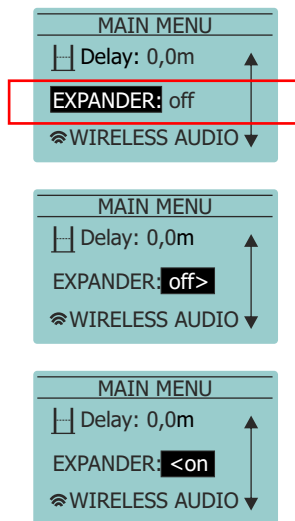 MAIN MENU
Delay: 0,0m
EXPANDER: off
WIRELESS AUDIO
MAIN MENU
Delay: 0,0m
EXPANDER: off>
WIRELESS AUDIO
MAIN MENU
Delay: 0,0m
EXPANDER: <on
WIRELESS AUDIO